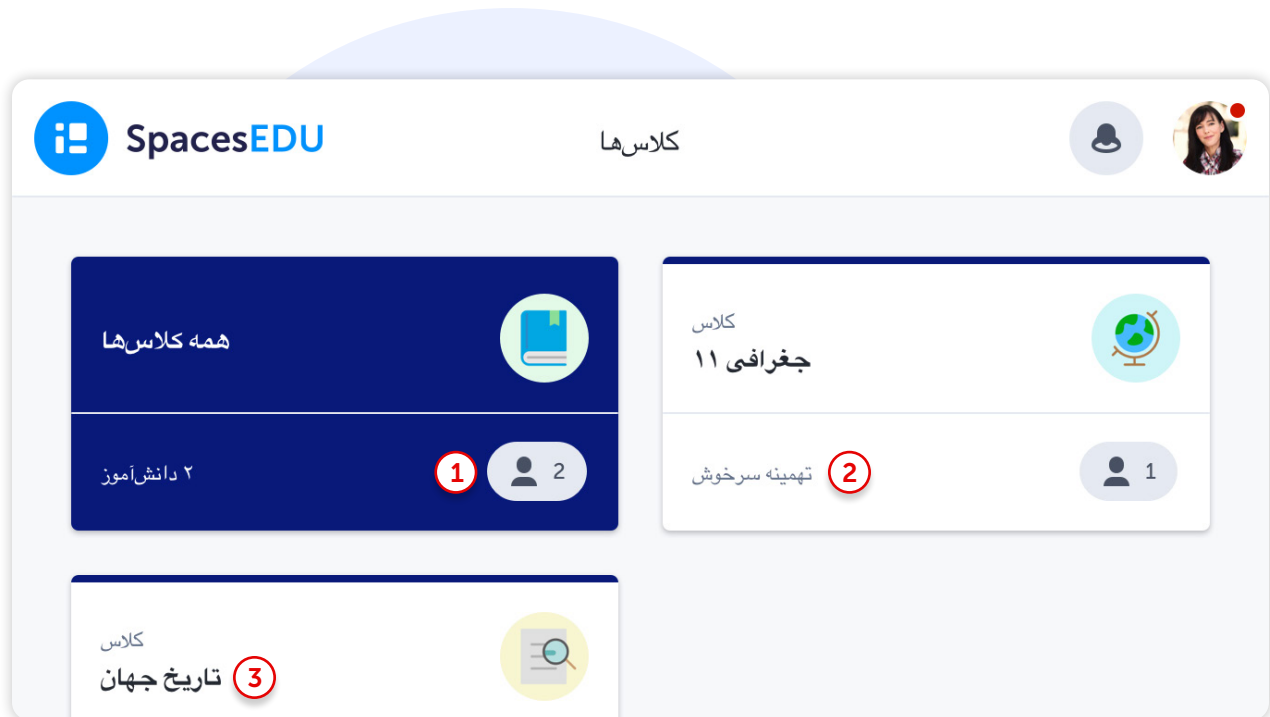 SpacesEDU
کلاس‌ها
همه کلاس‌ها
۲ دانش‌آموز
1
2
کلاس
جغرافی ۱۱
تهمینه سرخوش
2
1
کلاس
تاریخ جهان
3